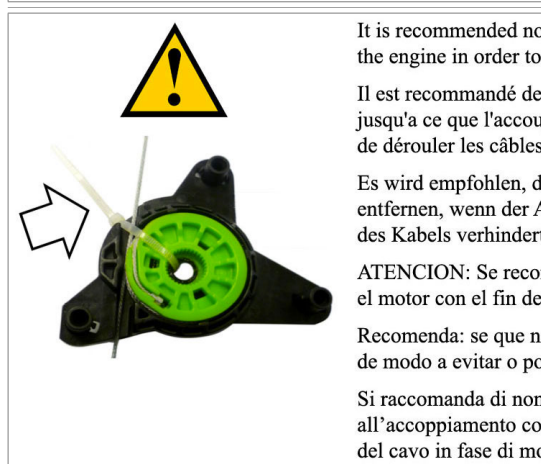 It is recommended no
the engine in order to
Il est recommandé de
jusqu'a ce que l'accou
de dérouler les câbles
Es wird empfohlen, d
entfernen, wenn der A
des Kabels verhindert
ATENCION: Se recor
el motor con el fin de
Recomenda: se que n
de modo a evitar o po
Si raccomanda di non
all’accoppiamento co
del cavo in fase di mo